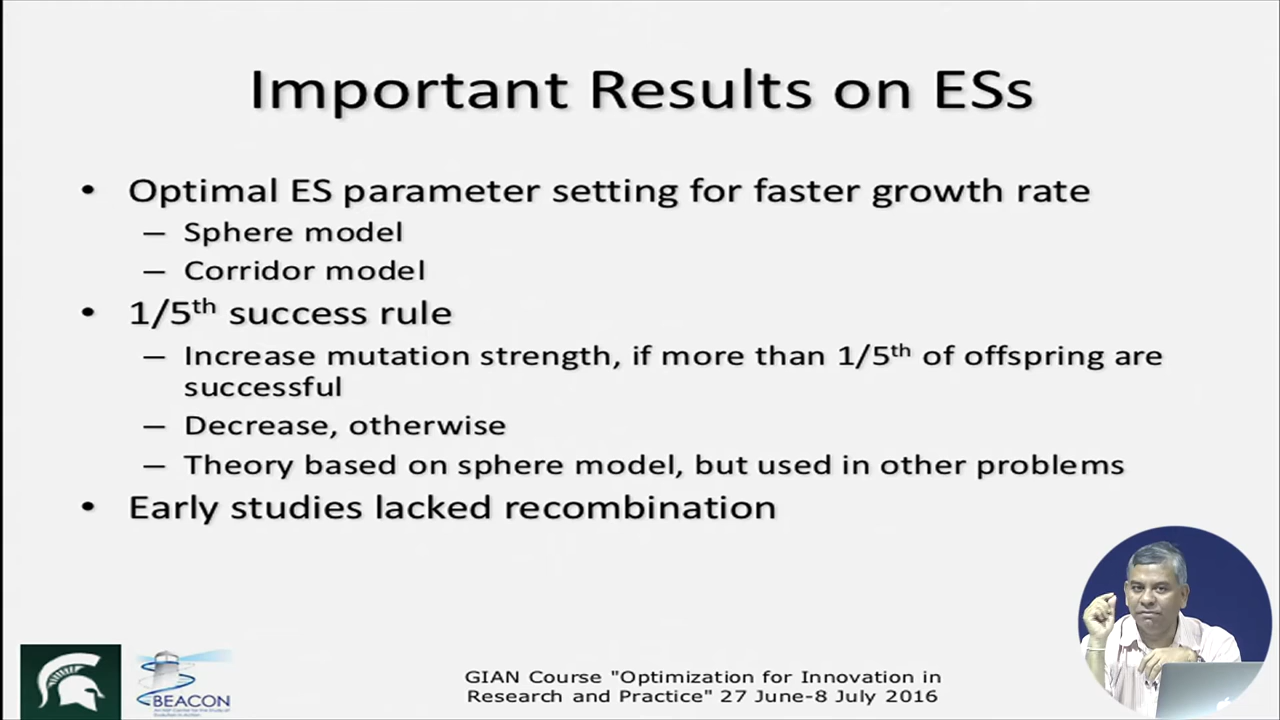 Important Results on ESs
• Optimal ES parameter setting for faster growth rate
– Sphere model
– Corridor model
• 1/5th success rule
– Increase mutation strength, if more than 1/5th of offspring are
successful
– Decrease, otherwise
– Theory based on sphere model, but used in other problems
• Early studies lacked recombination
BEACON
GIAN Course "Optimization for Innovation in
Research and Practice" 27 June-8 July 2016